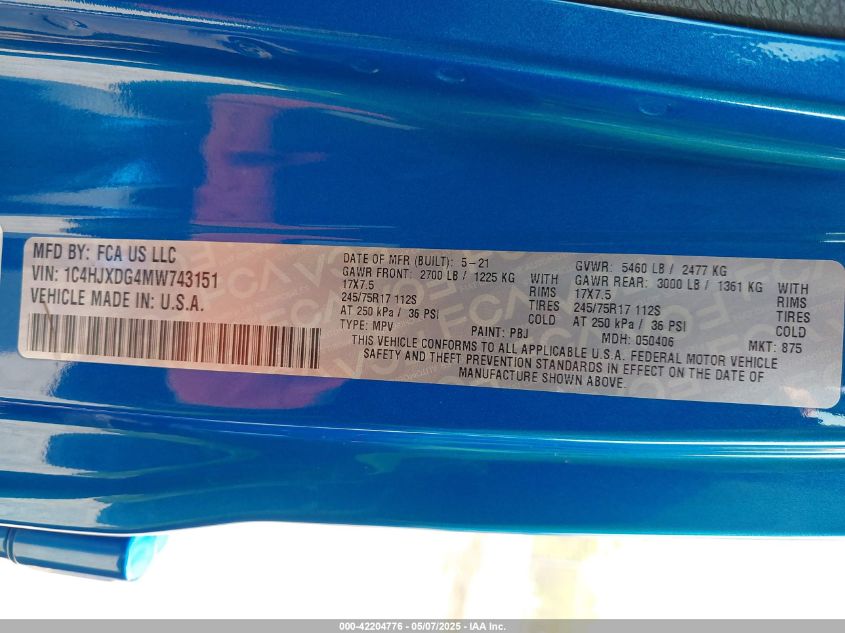 MFD BY: FCA US LLC
VIN: 1C4HJXDG4MW743151
VEHICLE MADE IN: U.S.A.
DATE OF MFR (BUILT): 5-21
GAWR FRONT: 2700 LB / 1225 KG WITH
17X7.5 RIMS
245/75R17 112S TIRES
AT 250 kPa / 36 PSI COLD
TYPE: MPV PAINT: PBJ
GVWR: 5460 LB / 2477 KG
GAWR REAR: 3000 LB / 1361 KG WITH
17X7.5 RIMS
245/75R17 112S TIRES
AT 250 kPa / 36 PSI COLD
MDH: 050406 MKT: 875
THIS VEHICLE CONFORMS TO ALL APPLICABLE U.S.A. FEDERAL MOTOR VEHICLE
SAFETY AND THEFT PREVENTION STANDARDS IN EFFECT ON THE DATE OF
MANUFACTURE SHOWN ABOVE.
000-42204776 - 05/07/2025 - IAA Inc.